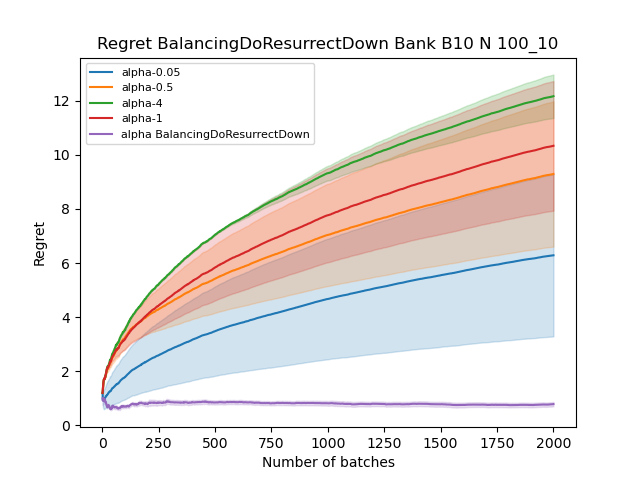 Regret BalancingDoResurrectDown Bank B10 N 100_10
alpha-0.05
alpha-0.5
alpha-4
alpha-1
alpha BalancingDoResurrectDown
Regret
12
10
8
6
4
2
0
0 250 500 750 1000 1250 1500 1750 2000
Number of batches